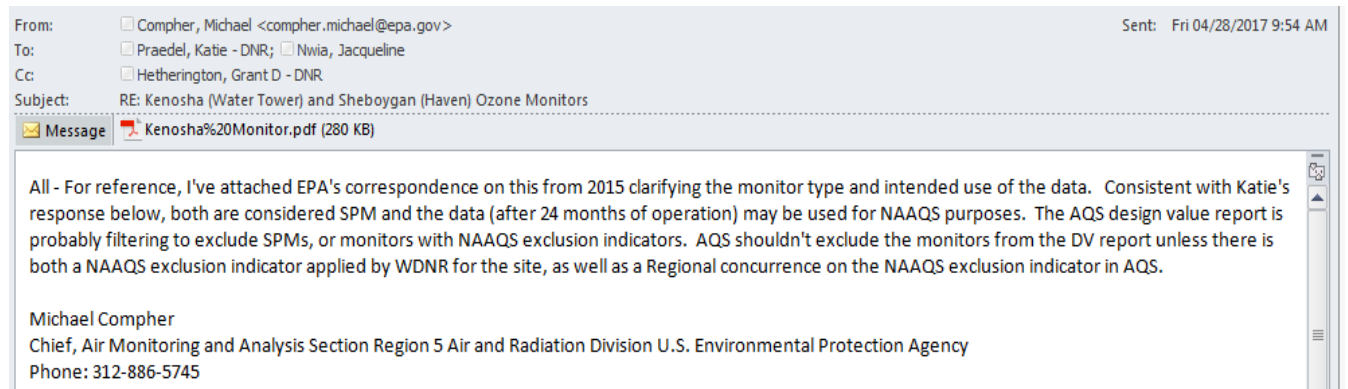 From: Compher, Michael <compher.michael@epa.gov> Sent: Fri 04/28/2017 9:54 AM
To: Praedel, Katie - DNR; Nwia, Jacqueline
Cc: Hetherington, Grant D - DNR
Subject: RE: Kenosha (Water Tower) and Sheboygan (Haven) Ozone Monitors
Message Kenosha%20Monitor.pdf (280 KB)
All - For reference, I've attached EPA's correspondence on this from 2015 clarifying the monitor type and intended use of the data. Consistent with Katie's
response below, both are considered SPM and the data (after 24 months of operation) may be used for NAAQS purposes. The AQS design value report is
probably filtering to exclude SPMs, or monitors with NAAQS exclusion indicators. AQS shouldn't exclude the monitors from the DV report unless there is
both a NAAQS exclusion indicator applied by WDNR for the site, as well as a Regional concurrence on the NAAQS exclusion indicator in AQS.
Michael Compher
Chief, Air Monitoring and Analysis Section Region 5 Air and Radiation Division U.S. Environmental Protection Agency
Phone: 312-886-5745